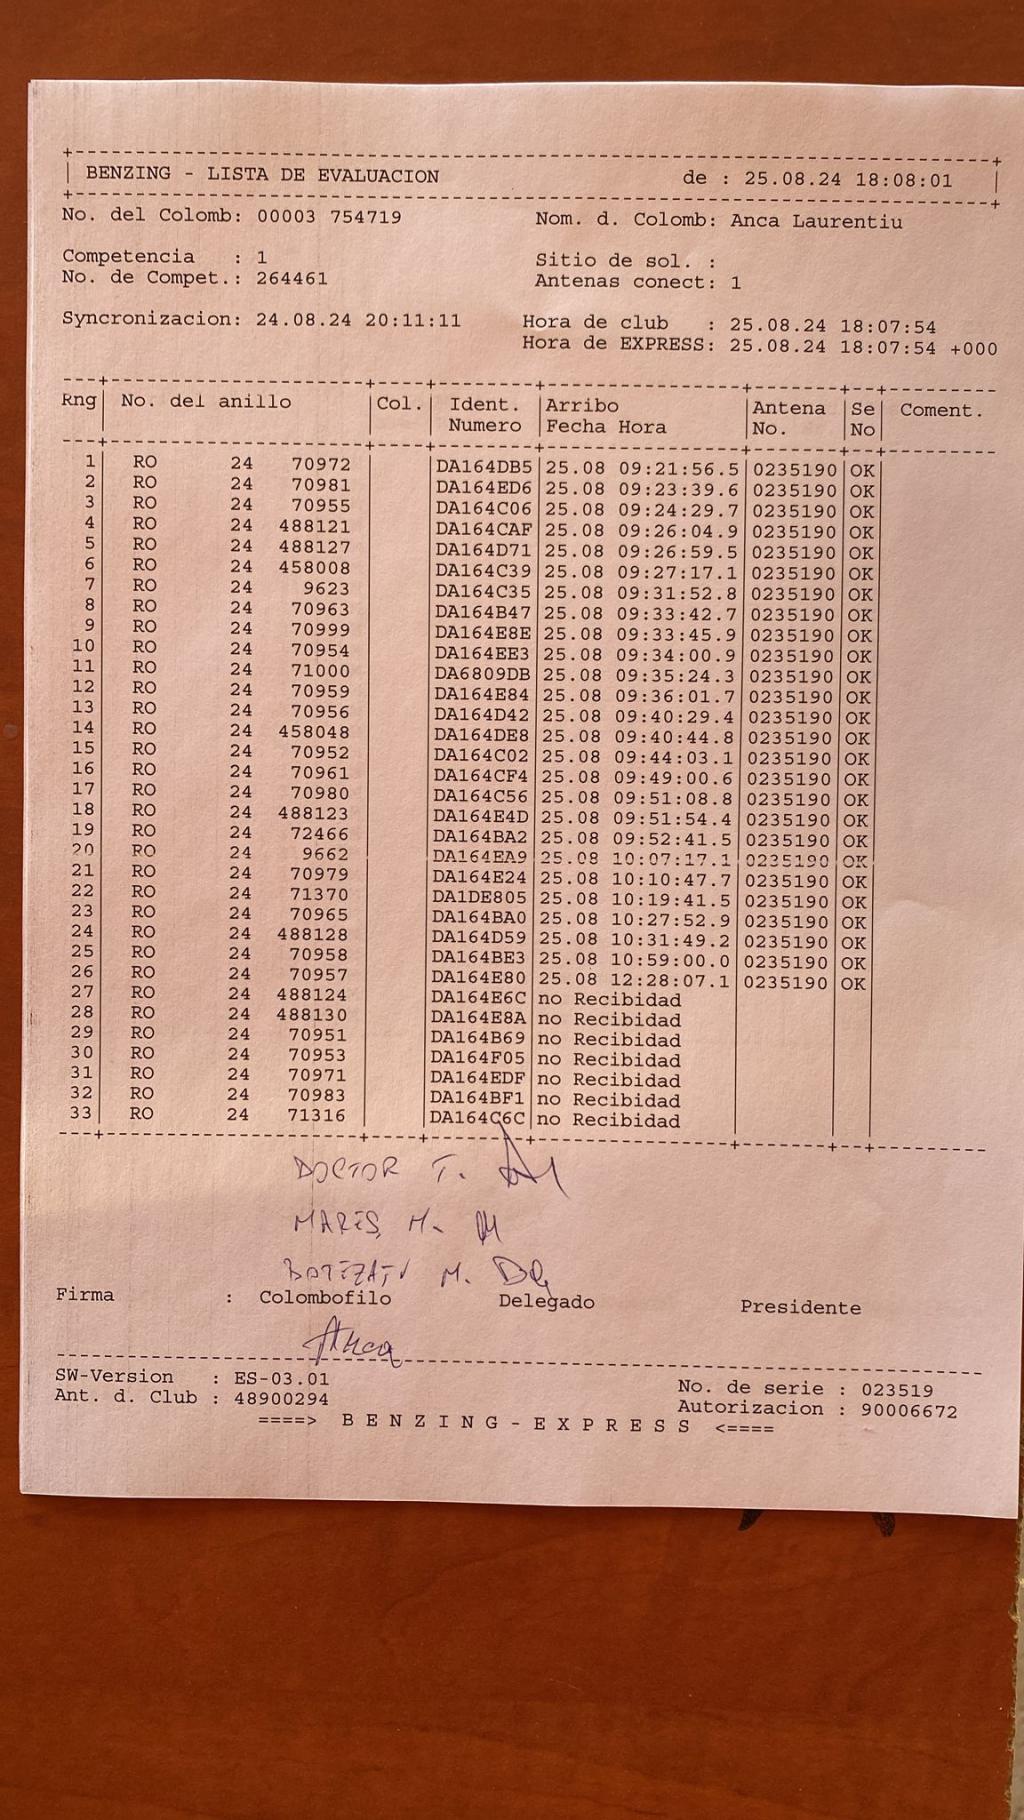 BENZING - LISTA DE EVALUACION de : 25.08.24 18:08:01
No. del Colomb: 00003 754719 Nom. d. Colomb: Anca Laurentiu
Competencia : 1 Sitio de sol. :
No. de Compet.: 264461 Antenas conect: 1
Syncronizacion: 24.08.24 20:11:11 Hora de club : 25.08.24 18:07:54
Hora de EXPRESS: 25.08.24 18:07:54 +000
Rng No. del anillo Col. Ident. Arribo Antena Se Coment.
Numero Fecha Hora No. No
1 RO 24 70972 DA164DB5 25.08 09:21:56.5 0235190 OK
2 RO 24 70981 DA164ED6 25.08 09:23:39.6 0235190 OK
3 RO 24 70955 DA164C06 25.08 09:24:29.7 0235190 OK
4 RO 24 488121 DA164CAF 25.08 09:26:04.9 0235190 OK
5 RO 24 488127 DA164D71 25.08 09:26:59.5 0235190 OK
6 RO 24 458008 DA164C39 25.08 09:27:17.1 0235190 OK
7 RO 24 9623 DA164C35 25.08 09:31:52.8 0235190 OK
8 RO 24 70963 DA164B47 25.08 09:33:42.7 0235190 OK
9 RO 24 70999 DA164E8E 25.08 09:33:45.9 0235190 OK
10 RO 24 70954 DA164EE3 25.08 09:34:00.9 0235190 OK
11 RO 24 71000 DA6809DB 25.08 09:35:24.3 0235190 OK
12 RO 24 70959 DA164E84 25.08 09:36:01.7 0235190 OK
13 RO 24 70956 DA164D42 25.08 09:40:29.4 0235190 OK
14 RO 24 458048 DA164DE8 25.08 09:40:44.8 0235190 OK
15 RO 24 70952 DA164C02 25.08 09:44:03.1 0235190 OK
16 RO 24 70961 DA164CF4 25.08 09:49:00.6 0235190 OK
17 RO 24 70980 DA164C56 25.08 09:51:08.8 0235190 OK
18 RO 24 488123 DA164E4D 25.08 09:51:54.4 0235190 OK
19 RO 24 72466 DA164BA2 25.08 09:52:41.5 0235190 OK
20 RO 24 9662 DA164EA9 25.08 10:07:17.1 0235190 OK
21 RO 24 70979 DA164E24 25.08 10:10:47.7 0235190 OK
22 RO 24 71370 DA1DE805 25.08 10:19:41.5 0235190 OK
23 RO 24 70965 DA164BA0 25.08 10:27:52.9 0235190 OK
24 RO 24 488128 DA164D59 25.08 10:31:49.2 0235190 OK
25 RO 24 70958 DA164BE3 25.08 10:59:00.0 0235190 OK
26 RO 24 70957 DA164E80 25.08 12:28:07.1 0235190 OK
27 RO 24 488124 DA164E6C no Recibidad
28 RO 24 488130 DA164E8A no Recibidad
29 RO 24 70951 DA164B69 no Recibidad
30 RO 24 70953 DA164F05 no Recibidad
31 RO 24 70971 DA164EDF no Recibidad
32 RO 24 70983 DA164BF1 no Recibidad
33 RO 24 71316 DA164C6C no Recibidad
DOCTOR T.
MAREȘ M.
BOTEZATU M.
Firma : Colombofilo Delegado Presidente
Anca
SW-Version : ES-03.01 No. de serie : 023519
Ant. d. Club : 48900294 Autorizacion : 90006672
====> B E N Z I N G - E X P R E S S <====